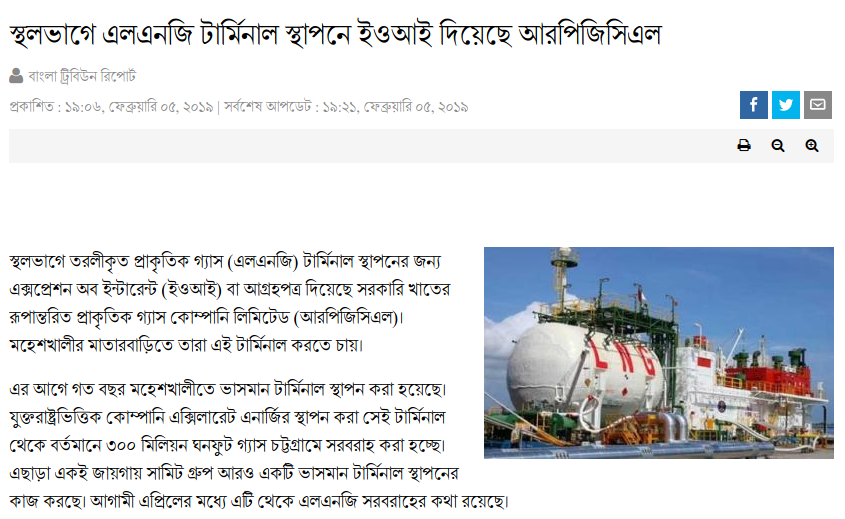 স্থলভাগে এলএনজি টার্মিনাল স্থাপনে ইওআই দিয়েছে আরপিজিসিএল
বাংলা ট্রিবিউন রিপোর্ট
প্রকাশিত : ১৯:০৬, ফেব্রুয়ারি ০৫, ২০১৯ | সর্বশেষ আপডেট : ১৯:২১, ফেব্রুয়ারি ০৫, ২০১৯
স্থলভাগে তরলীকৃত প্রাকৃতিক গ্যাস (এলএনজি) টার্মিনাল স্থাপনের জন্য
এক্সপ্রেশন অব ইন্টারেন্ট (ইওআই) বা আগ্রহপত্র দিয়েছে সরকারি খাতের
রূপান্তরিত প্রাকৃতিক গ্যাস কোম্পানি লিমিটেড (আরপিজিসিএল)।
মহেশখালীর মাতারবাড়িতে তারা এই টার্মিনাল করতে চায়।
এর আগে গত বছর মহেশখালীতে ভাসমান টার্মিনাল স্থাপন করা হয়েছে।
যুক্তরাষ্ট্রভিত্তিক কোম্পানি এক্সিলারেট এনার্জির স্থাপন করা সেই টার্মিনাল
থেকে বর্তমানে ৩০০ মিলিয়ন ঘনফুট গ্যাস চট্টগ্রামে সরবরাহ করা হচ্ছে।
এছাড়া একই জায়গায় সামিট গ্রুপ আরও একটি ভাসমান টার্মিনাল স্থাপনের
কাজ করছে। আগামী এপ্রিলের মধ্যে এটি থেকে এলএনজি সরবরাহের কথা রয়েছে।
LNG